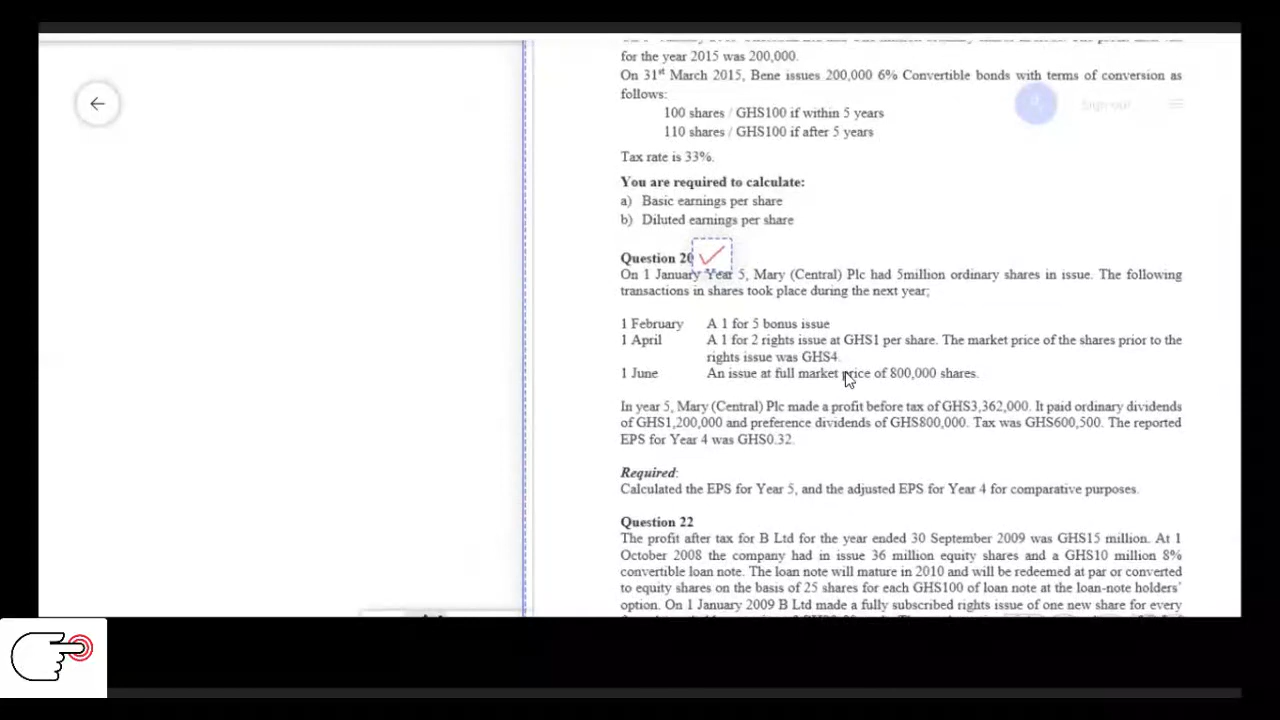 for the year 2015 was 200,000.
On 31st March 2015, Bene issues 200,000 6% Convertible bonds with terms of conversion as
follows:
100 shares / GHS100 if within 5 years
110 shares / GHS100 if after 5 years
Sign out
Tax rate is 33%.
You are required to calculate:
a) Basic earnings per share
b) Diluted earnings per share
Question 20
On 1 January Year 5, Mary (Central) Plc had 5million ordinary shares in issue. The following
transactions in shares took place during the next year;
1 February A 1 for 5 bonus issue
1 April A 1 for 2 rights issue at GHS1 per share. The market price of the shares prior to the
rights issue was GHS4.
1 June An issue at full market price of 800,000 shares.
In year 5, Mary (Central) Plc made a profit before tax of GHS3,362,000. It paid ordinary dividends
of GHS1,200,000 and preference dividends of GHS800,000. Tax was GHS600,500. The reported
EPS for Year 4 was GHS0.32.
Required:
Calculated the EPS for Year 5, and the adjusted EPS for Year 4 for comparative purposes.
Question 22
The profit after tax for B Ltd for the year ended 30 September 2009 was GHS15 million. At 1
October 2008 the company had in issue 36 million equity shares and a GHS10 million 8%
convertible loan note. The loan note will mature in 2010 and will be redeemed at par or converted
to equity shares on the basis of 25 shares for each GHS100 of loan note at the loan-note holders'
option. On 1 January 2009 B Ltd made a fully subscribed rights issue of one new share for every